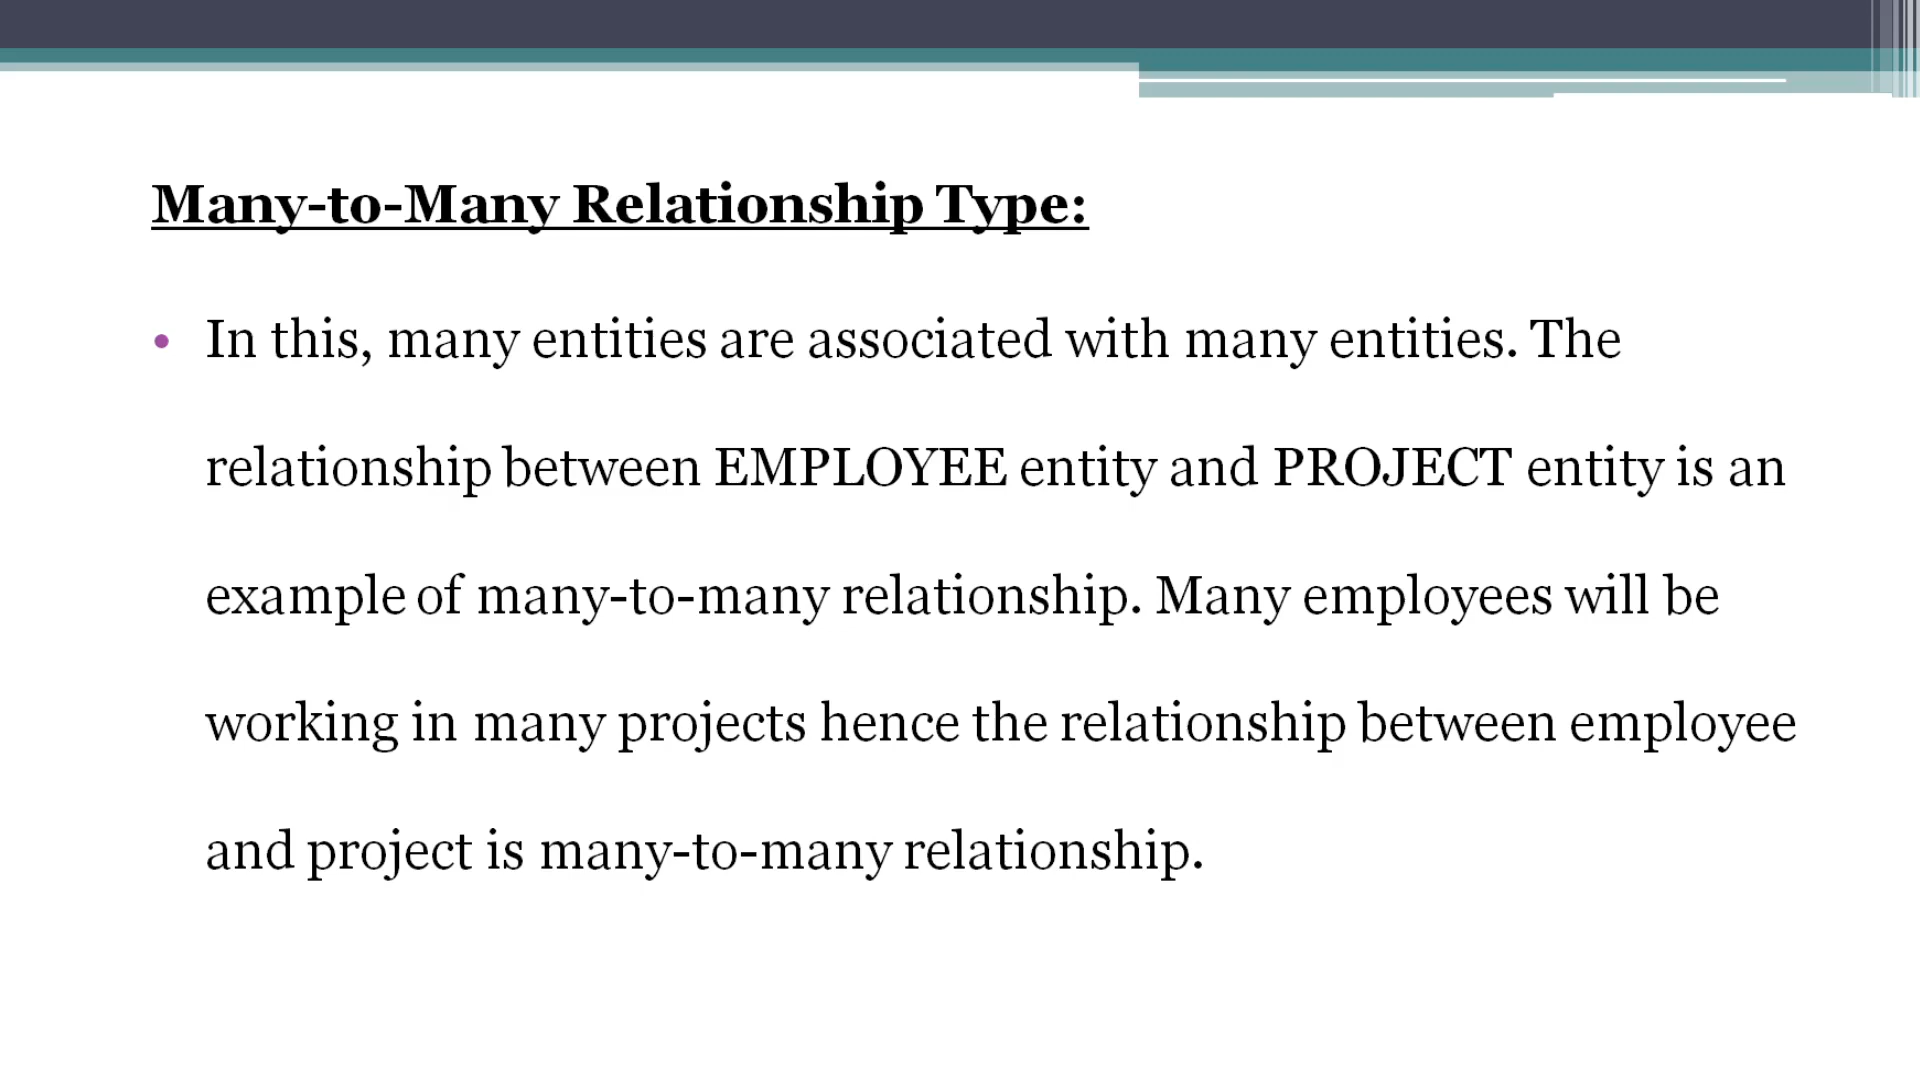 Many-to-Many Relationship Type:
• In this, many entities are associated with many entities. The
relationship between EMPLOYEE entity and PROJECT entity is an
example of many-to-many relationship. Many employees will be
working in many projects hence the relationship between employee
and project is many-to-many relationship.